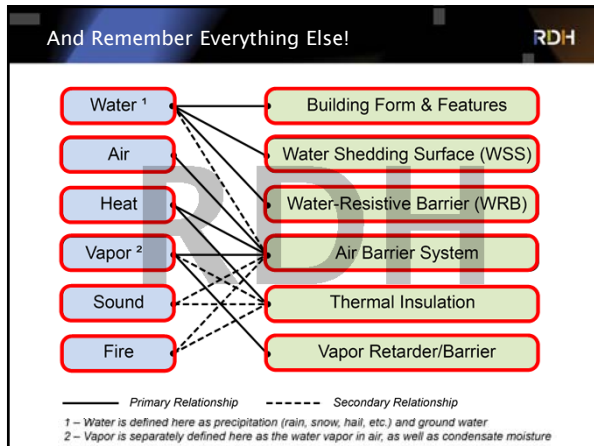 And Remember Everything Else!
RDH
Water ¹
Building Form & Features
Air
Water Shedding Surface (WSS)
Heat
Water-Resistive Barrier (WRB)
Vapor ²
Air Barrier System
Sound
Thermal Insulation
Fire
Vapor Retarder/Barrier
RDH
Primary Relationship
Secondary Relationship
1 – Water is defined here as precipitation (rain, snow, hail, etc.) and ground water
2 – Vapor is separately defined here as the water vapor in air, as well as condensate moisture